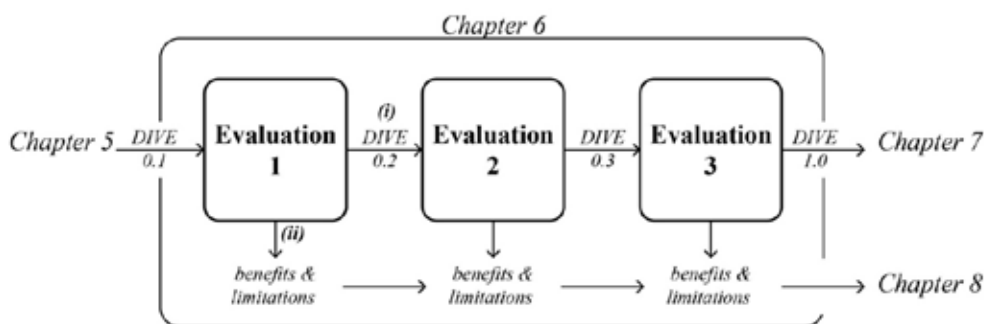 Chapter 6
(i)
Chapter 5 DIVE Evaluation DIVE Evaluation DIVE Evaluation DIVE Chapter 7
0.1 1 0.2 2 0.3 3 1.0
(ii)
benefits & benefits & benefits &
limitations limitations limitations Chapter 8